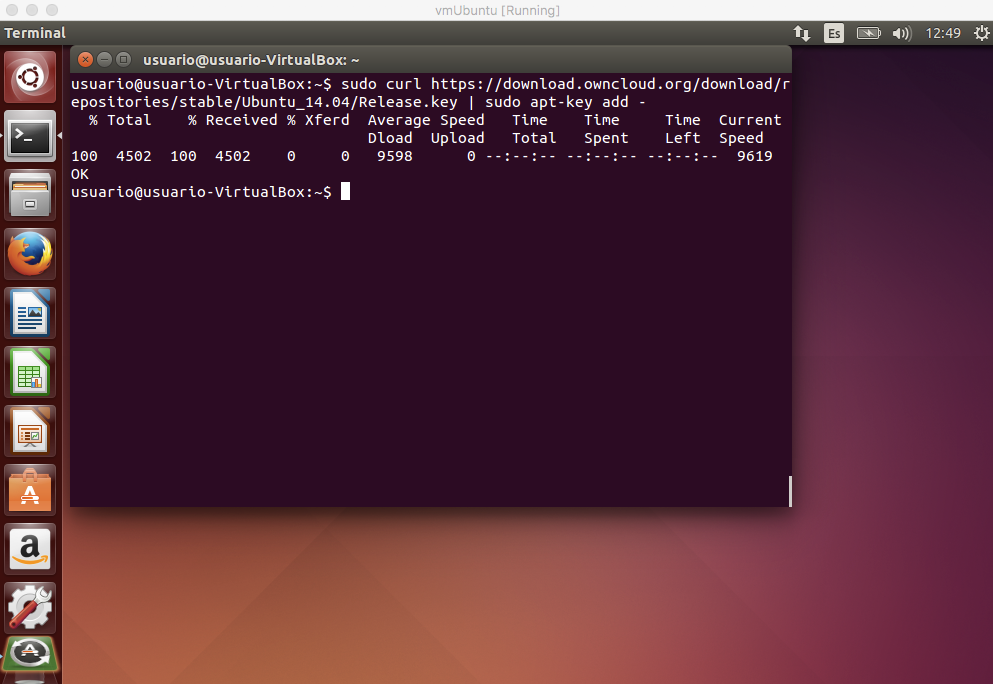 vmUbuntu [Running]
Terminal
Es
12:49
usuario@usuario-VirtualBox: ~
usuario@usuario-VirtualBox:~$ sudo curl https://download.owncloud.org/download/r
epositories/stable/Ubuntu_14.04/Release.key | sudo apt-key add -
% Total % Received % Xferd Average Speed Time Time Time Current
Dload Upload Total Spent Left Speed
100 4502 100 4502 0 0 9598 0 --:--:-- --:--:-- --:--:-- 9619
OK
usuario@usuario-VirtualBox:~$